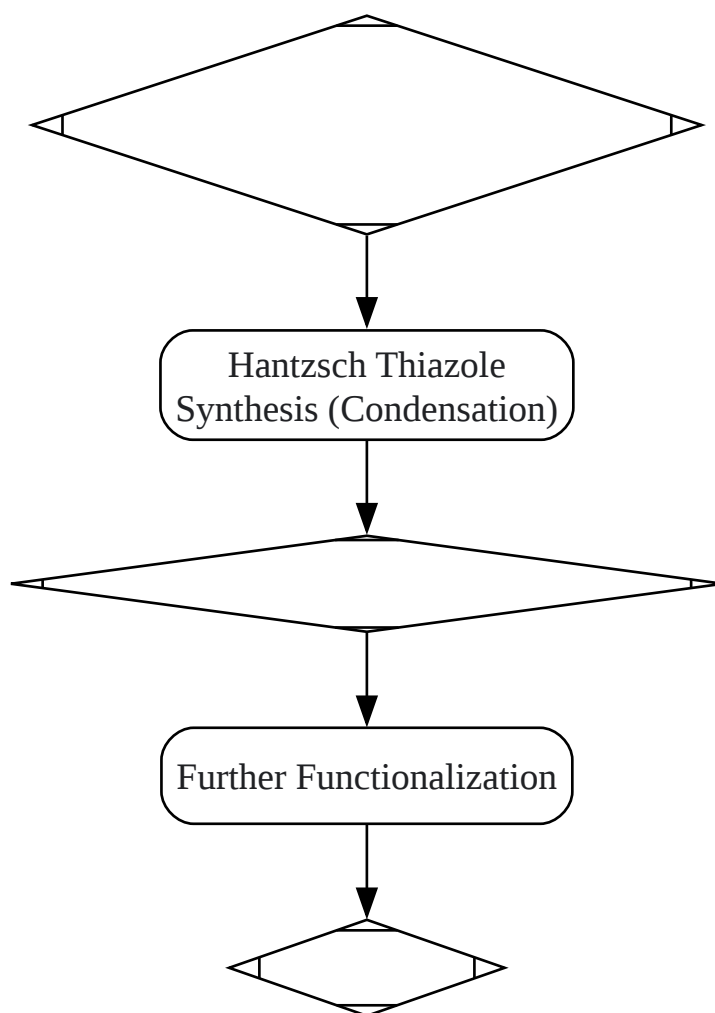 Hantzsch Thiazole
Synthesis (Condensation)
Further Functionalization